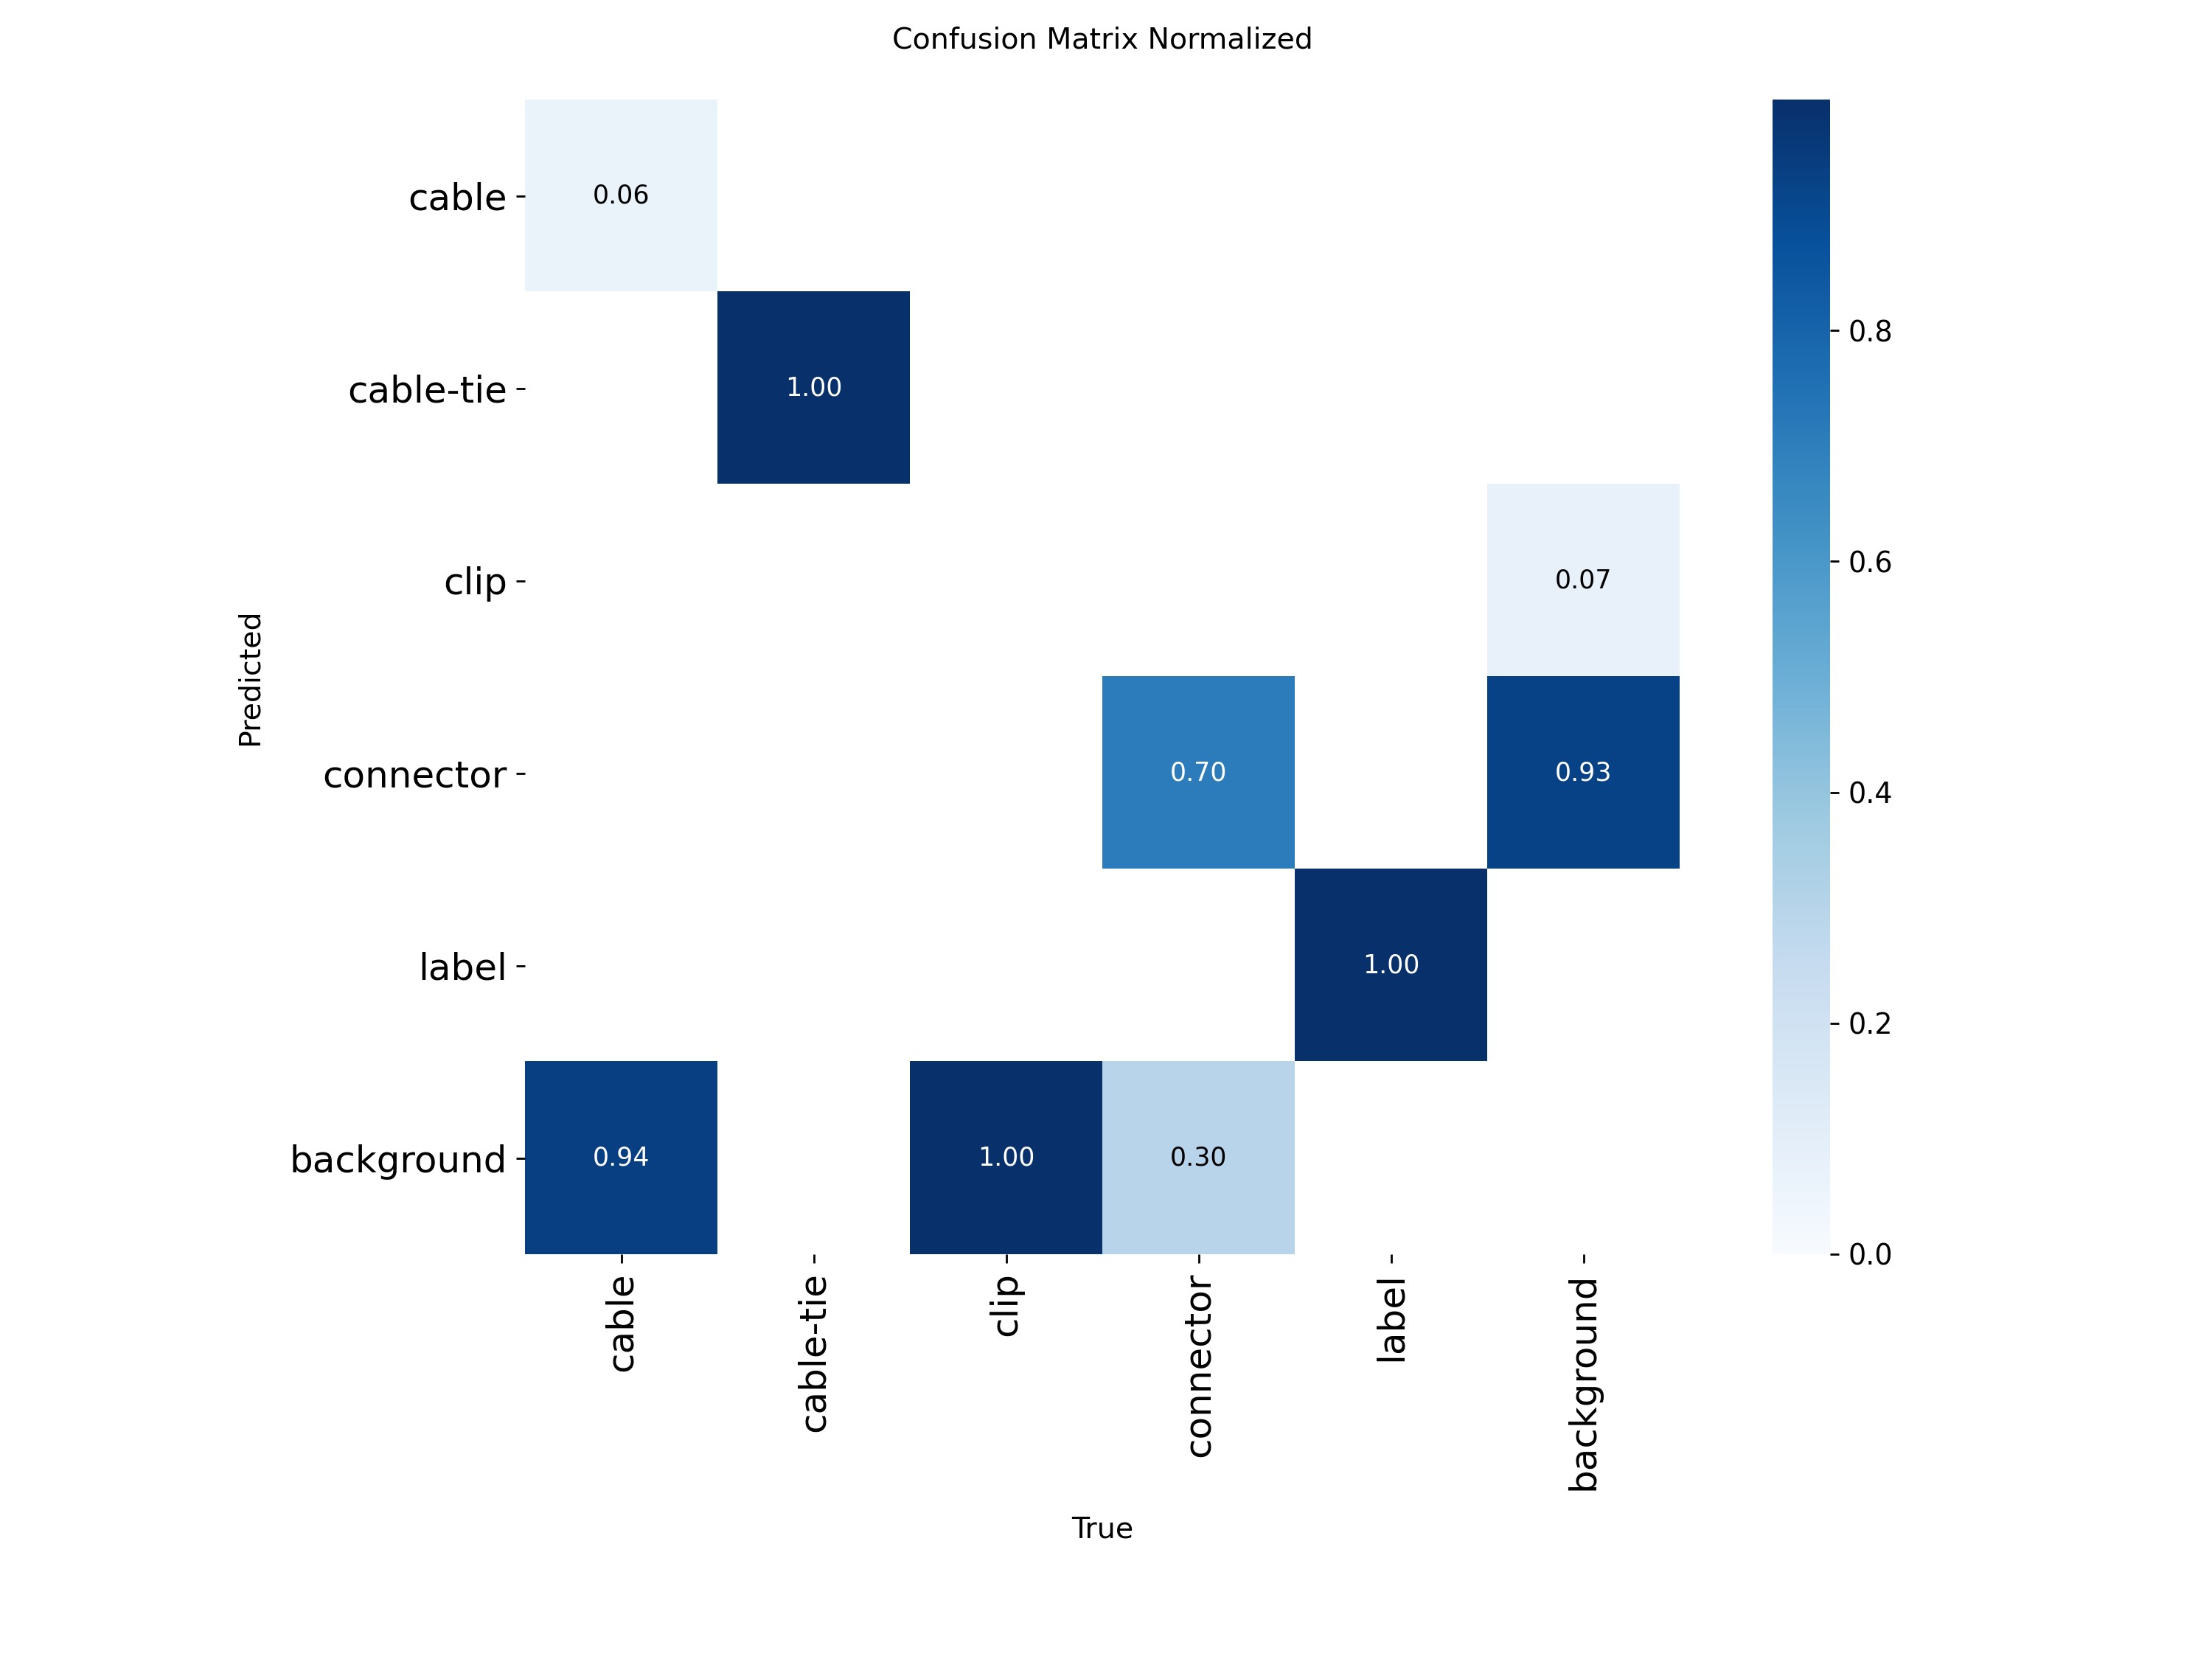 Confusion Matrix Normalized
cable
0.06
cable-tie
1.00
0.8
clip
0.07
0.6
Predicted
connector
0.70
0.93
0.4
label
1.00
0.2
background
0.94
1.00
0.30
0.0
cable
cable-tie
clip
connector
label
background
True